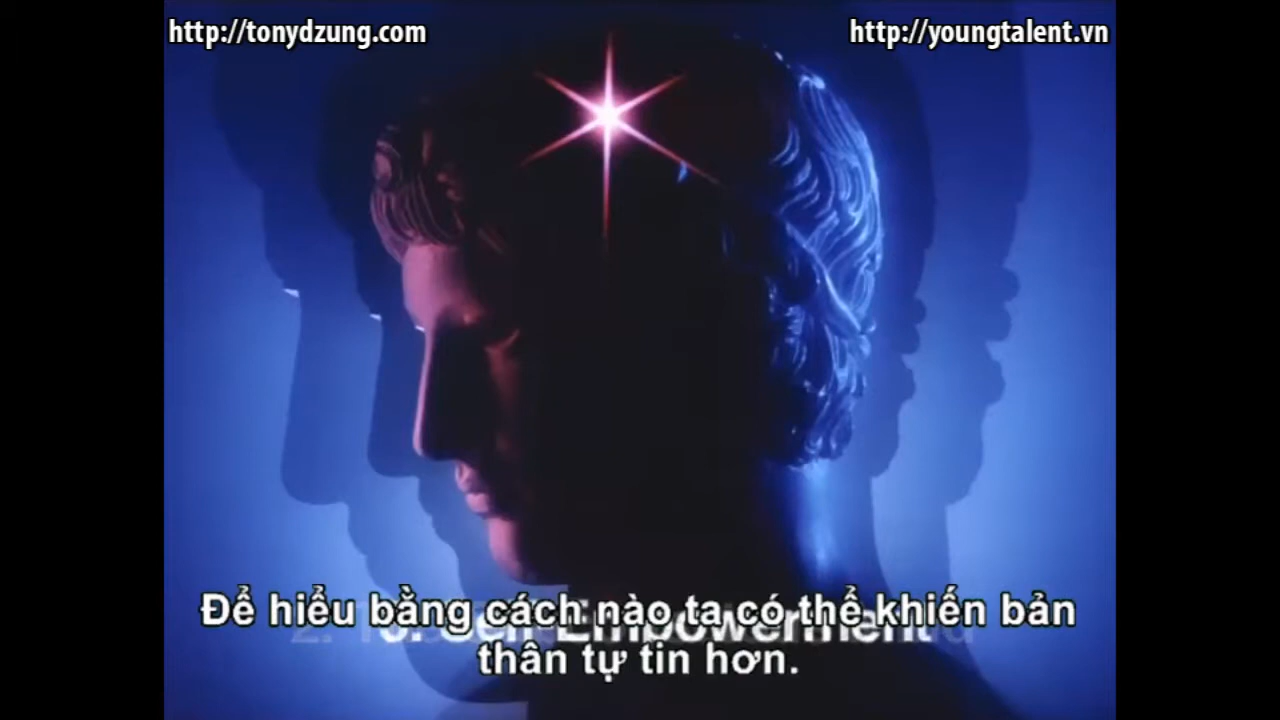 http://tonydzung.com
http://youngtalent.vn
Để hiểu bằng cách nào ta có thể khiến bản
thân tự tin hơn.
Empowerment